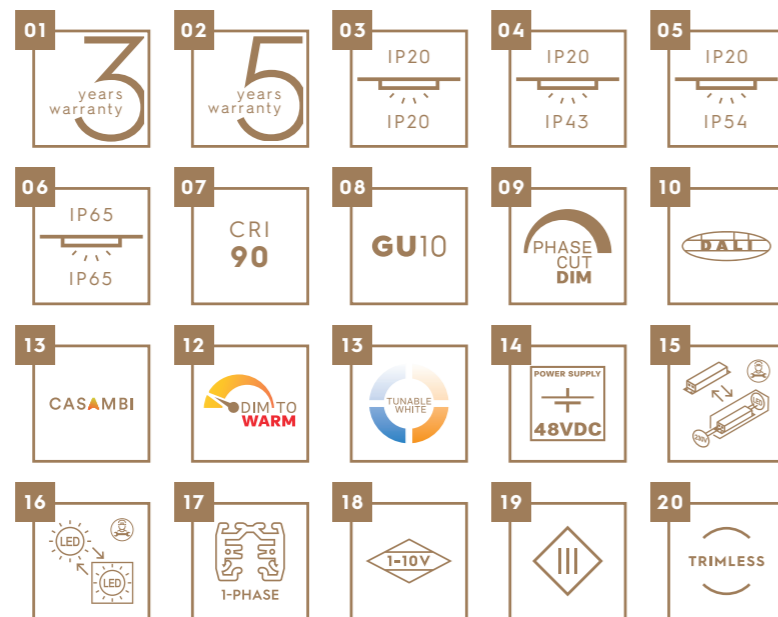 01
3
years
warranty
02
5
years
warranty
03
IP20
IP20
04
IP20
IP43
05
IP20
IP54
06
IP65
IP65
07
CRI
90
08
GU10
09
PHASE
CUT
DIM
10
DALI
13
CASAMBI
12
DIM TO
WARM
13
TUNABLE
WHITE
14
POWER SUPPLY
48VDC
15
LED
230V
16
LED
LED
17
1-PHASE
18
1-10V
19
III
20
TRIMLESS